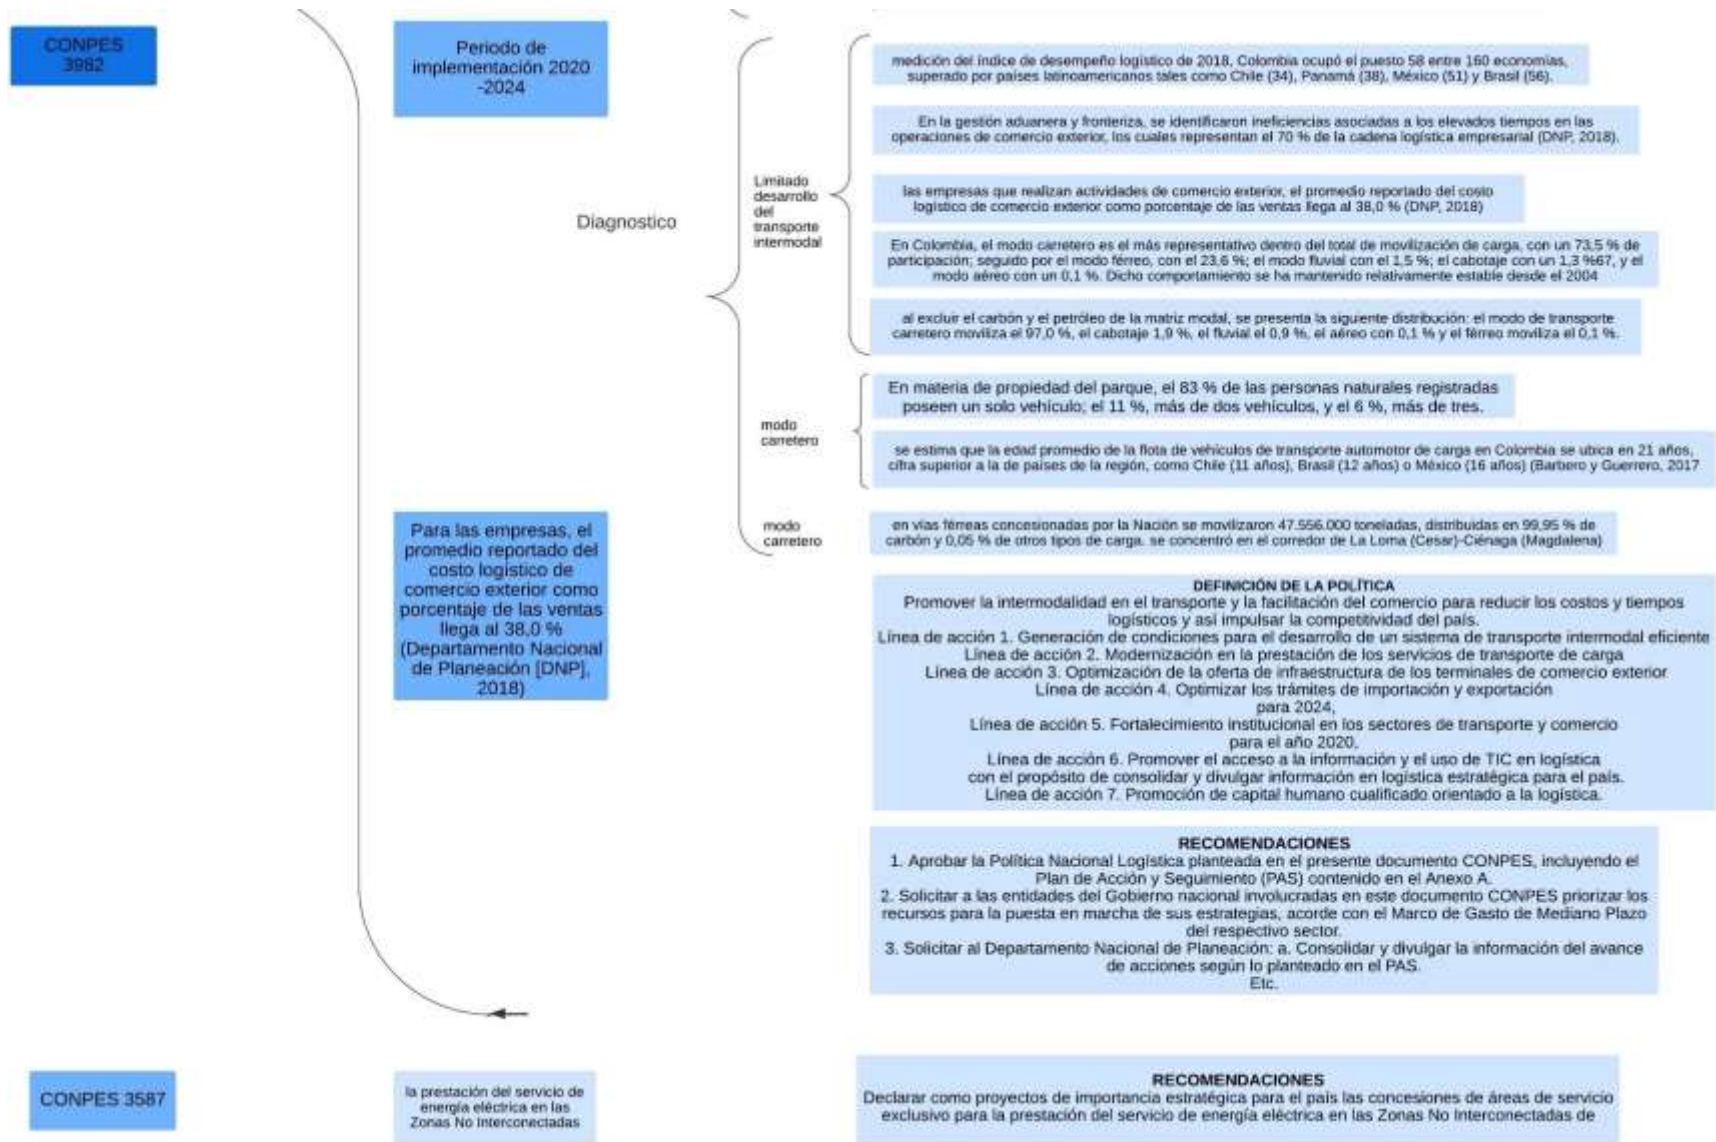 CONPES
3982
Periodo de
implementación 2020
-2024
Para las empresas, el
promedio reportado del
costo logístico de
comercio exterior como
porcentaje de las ventas
llega al 38,0 %
(Departamento Nacional
de Planeación [DNP],
2018)
Diagnostico
Limitado
desarrollo
del
transporte
intermodal
medición del índice de desempeño logístico de 2018, Colombia ocupó el puesto 58 entre 160 economías,
superado por países latinoamericanos tales como Chile (34), Panamá (38), México (51) y Brasil (56).
En la gestión aduanera y fronteriza, se identificaron ineficiencias asociadas a los elevados tiempos en las
operaciones de comercio exterior, los cuales representan el 70 % de la cadena logística empresarial (DNP, 2018).
las empresas que realizan actividades de comercio exterior, el promedio reportado del costo
logístico de comercio exterior como porcentaje de las ventas llega al 38,0 % (DNP, 2018)
En Colombia, el modo carretero es el más representativo dentro del total de movilización de carga, con un 73,5 % de
participación; seguido por el modo férreo, con el 23,6 %; el modo fluvial con el 1,5 %; el cabotaje con un 1,3 %67, y el
modo aéreo con un 0,1 %. Dicho comportamiento se ha mantenido relativamente estable desde el 2004
al excluir el carbón y el petróleo de la matriz modal, se presenta la siguiente distribución: el modo de transporte
carretero moviliza el 97,0 %, el cabotaje 1,9 %, el fluvial el 0,9 %, el aéreo con 0,1 % y el férreo moviliza el 0,1 %.
modo
carretero
En materia de propiedad del parque, el 83 % de las personas naturales registradas
poseen un solo vehículo; el 11 %, más de dos vehículos, y el 6 %, más de tres.
se estima que la edad promedio de la flota de vehículos de transporte automotor de carga en Colombia se ubica en 21 años,
cifra superior a la de países de la región, como Chile (11 años), Brasil (12 años) o México (16 años) (Barbero y Guerrero, 2017
modo
carretero
en vías férreas concesionadas por la Nación se movilizaron 47.556.000 toneladas, distribuidas en 99,95 % de
carbón y 0,05 % de otros tipos de carga. se concentró en el corredor de La Loma (Cesar)-Ciénaga (Magdalena)
DEFINICIÓN DE LA POLÍTICA
Promover la intermodalidad en el transporte y la facilitación del comercio para reducir los costos y tiempos
logísticos y así impulsar la competitividad del país.
Línea de acción 1. Generación de condiciones para el desarrollo de un sistema de transporte intermodal eficiente
Línea de acción 2. Modernización en la prestación de los servicios de transporte de carga
Línea de acción 3. Optimización de la oferta de infraestructura de los terminales de comercio exterior
Línea de acción 4. Optimizar los trámites de importación y exportación
para 2024,
Línea de acción 5. Fortalecimiento institucional en los sectores de transporte y comercio
para el año 2020,
Línea de acción 6. Promover el acceso a la información y el uso de TIC en logística
con el propósito de consolidar y divulgar información en logística estratégica para el país.
Línea de acción 7. Promoción de capital humano cualificado orientado a la logística.
RECOMENDACIONES
1. Aprobar la Política Nacional Logística planteada en el presente documento CONPES, incluyendo el
Plan de Acción y Seguimiento (PAS) contenido en el Anexo A.
2. Solicitar a las entidades del Gobierno nacional involucradas en este documento CONPES priorizar los
recursos para la puesta en marcha de sus estrategias, acorde con el Marco de Gasto de Mediano Plazo
del respectivo sector.
3. Solicitar al Departamento Nacional de Planeación: a. Consolidar y divulgar la información del avance
de acciones según lo planteado en el PAS.
Etc.
CONPES 3587
la prestación del servicio de
energía eléctrica en las
Zonas No Interconectadas
RECOMENDACIONES
Declarar como proyectos de importancia estratégica para el país las concesiones de áreas de servicio
exclusivo para la prestación del servicio de energía eléctrica en las Zonas No Interconectadas de